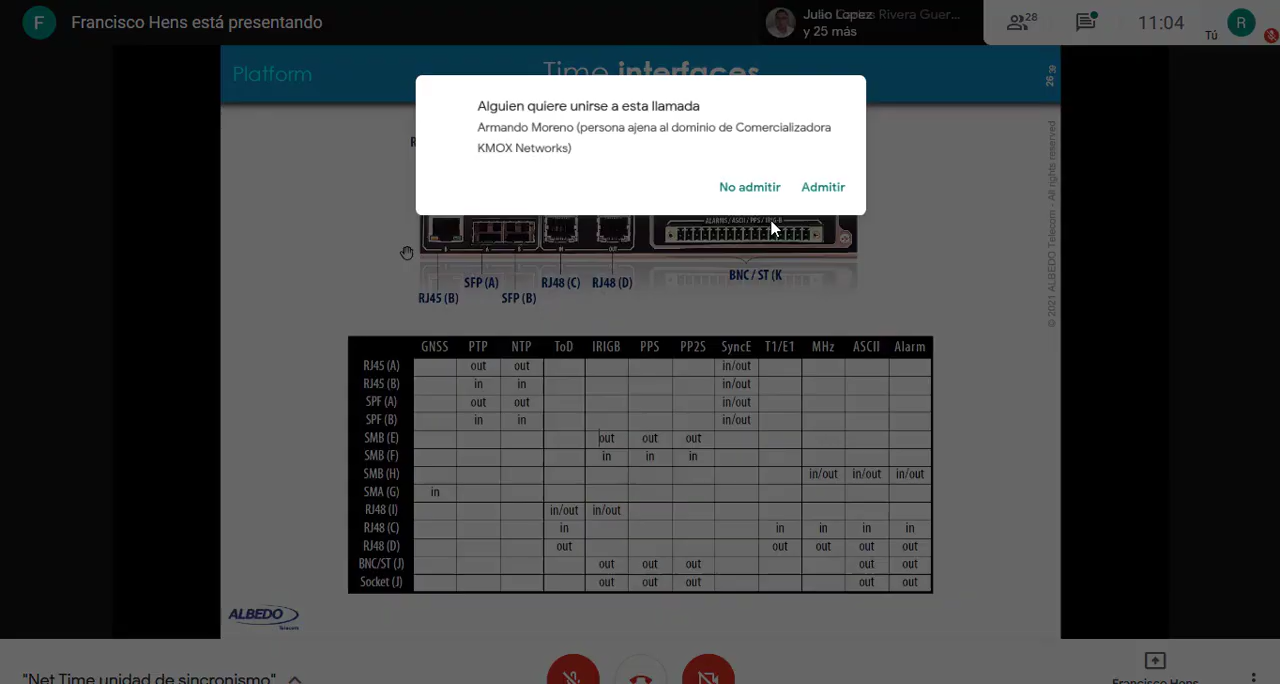 F Francisco Hens está presentando
Julio Lopez
y 25 más
28
11:04
Tú
R
Platform
Time interfaces
26
Alguien quiere unirse a esta llamada
Armando Moreno (persona ajena al dominio de Comercializadora
KMOX Networks)
No admitir Admitir
R
ALARMS / ASCII / PPS / IRIG-B
RJ45 (B) SFP (A) SFP (B) RJ48 (C) RJ48 (D) BNC / ST (K
© 2021 ALBEDO Telecom - All rights reserved
GNSS PTP NTP ToD IRIGB PPS PP2S SyncE T1/E1 MHz ASCII Alarm
RJ45 (A) out out in/out
RJ45 (B) in in in/out
SPF (A) out out in/out
SPF (B) in in in/out
SMB (E) out out out
SMB (F) in in in
SMB (H) in/out in/out in/out
SMA (G) in
RJ48 (I) in/out in/out
RJ48 (C) in in in in in
RJ48 (D) out out out out out
BNC/ST (J) out out out out out
Socket (J) out out out out out
ALBEDO
Telecom
"Net Time unidad de sincronismo"
Francisco Hens